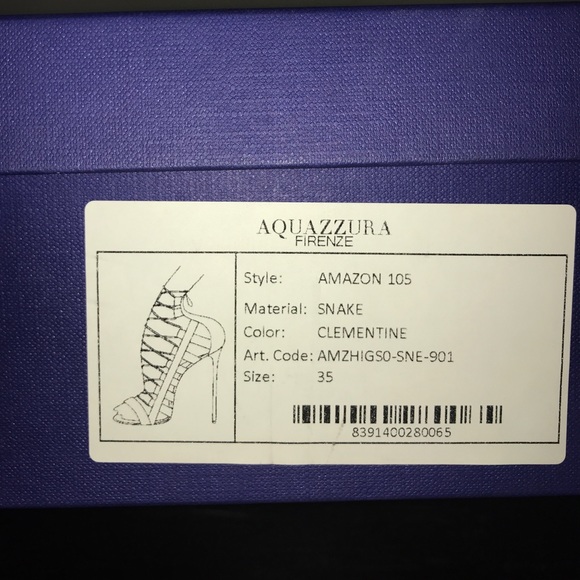 AQUAZZURA
FIRENZE
Style: AMAZON 105
Material: SNAKE
Color: CLEMENTINE
Art. Code: AMZHIGS0-SNE-901
Size: 35
8391400280065